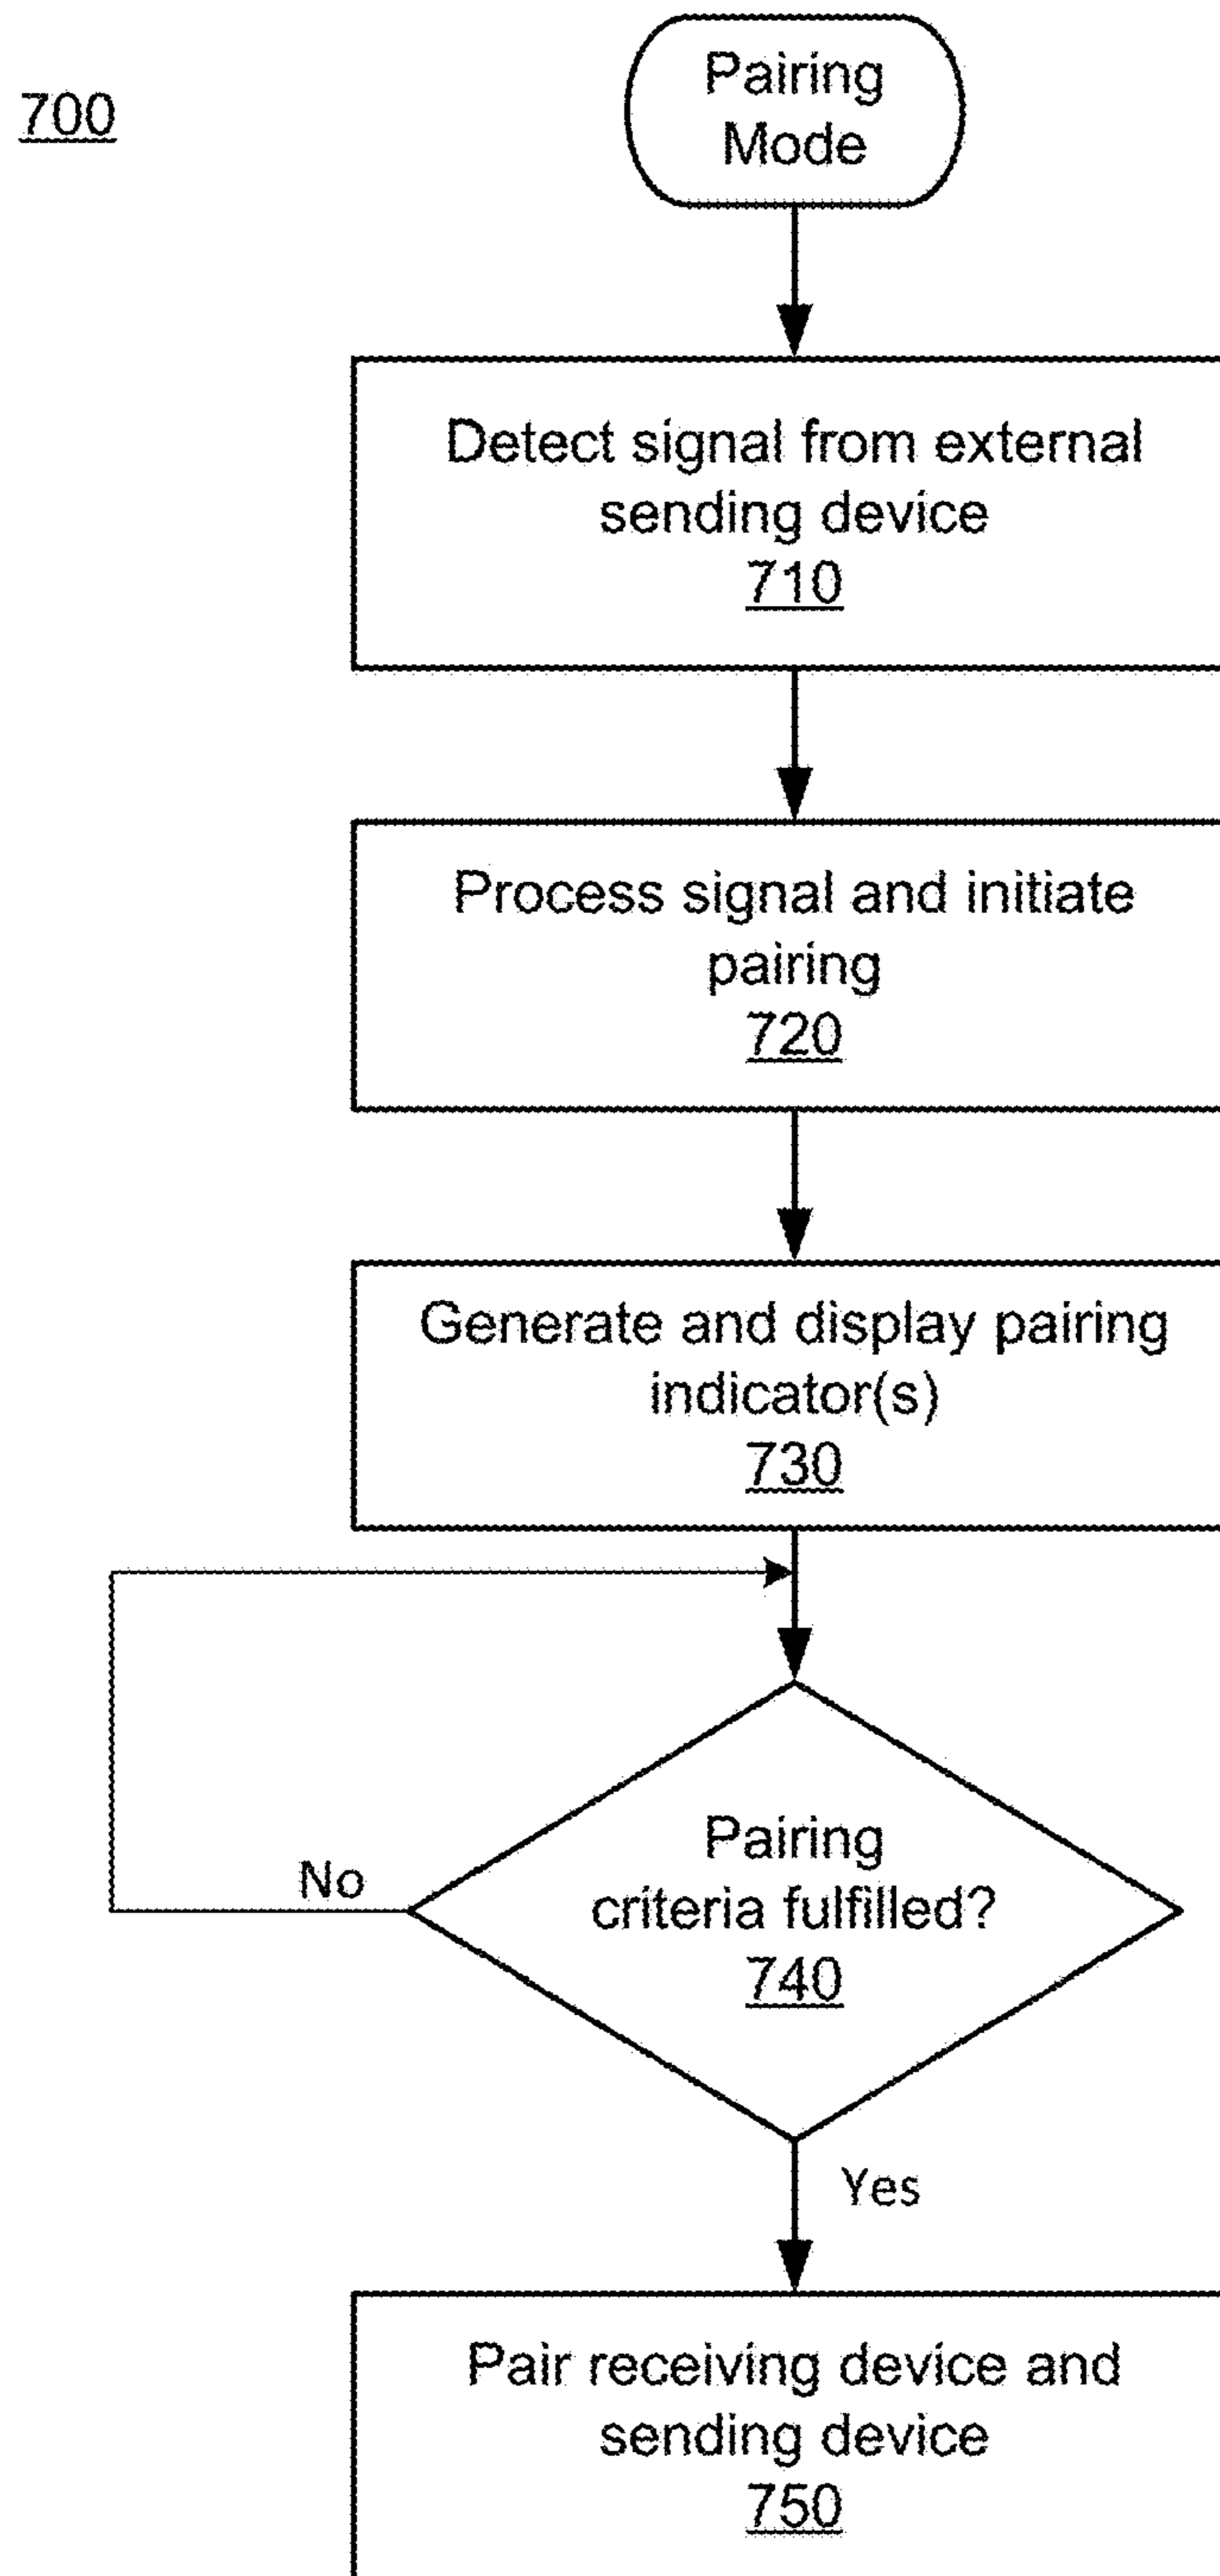 700
Pairing
Mode
Detect signal from external
sending device
710
Process signal and initiate
pairing
720
Generate and display pairing
indicator(s)
730
No
Pairing
criteria fulfilled?
740
Yes
Pair receiving device and
sending device
750